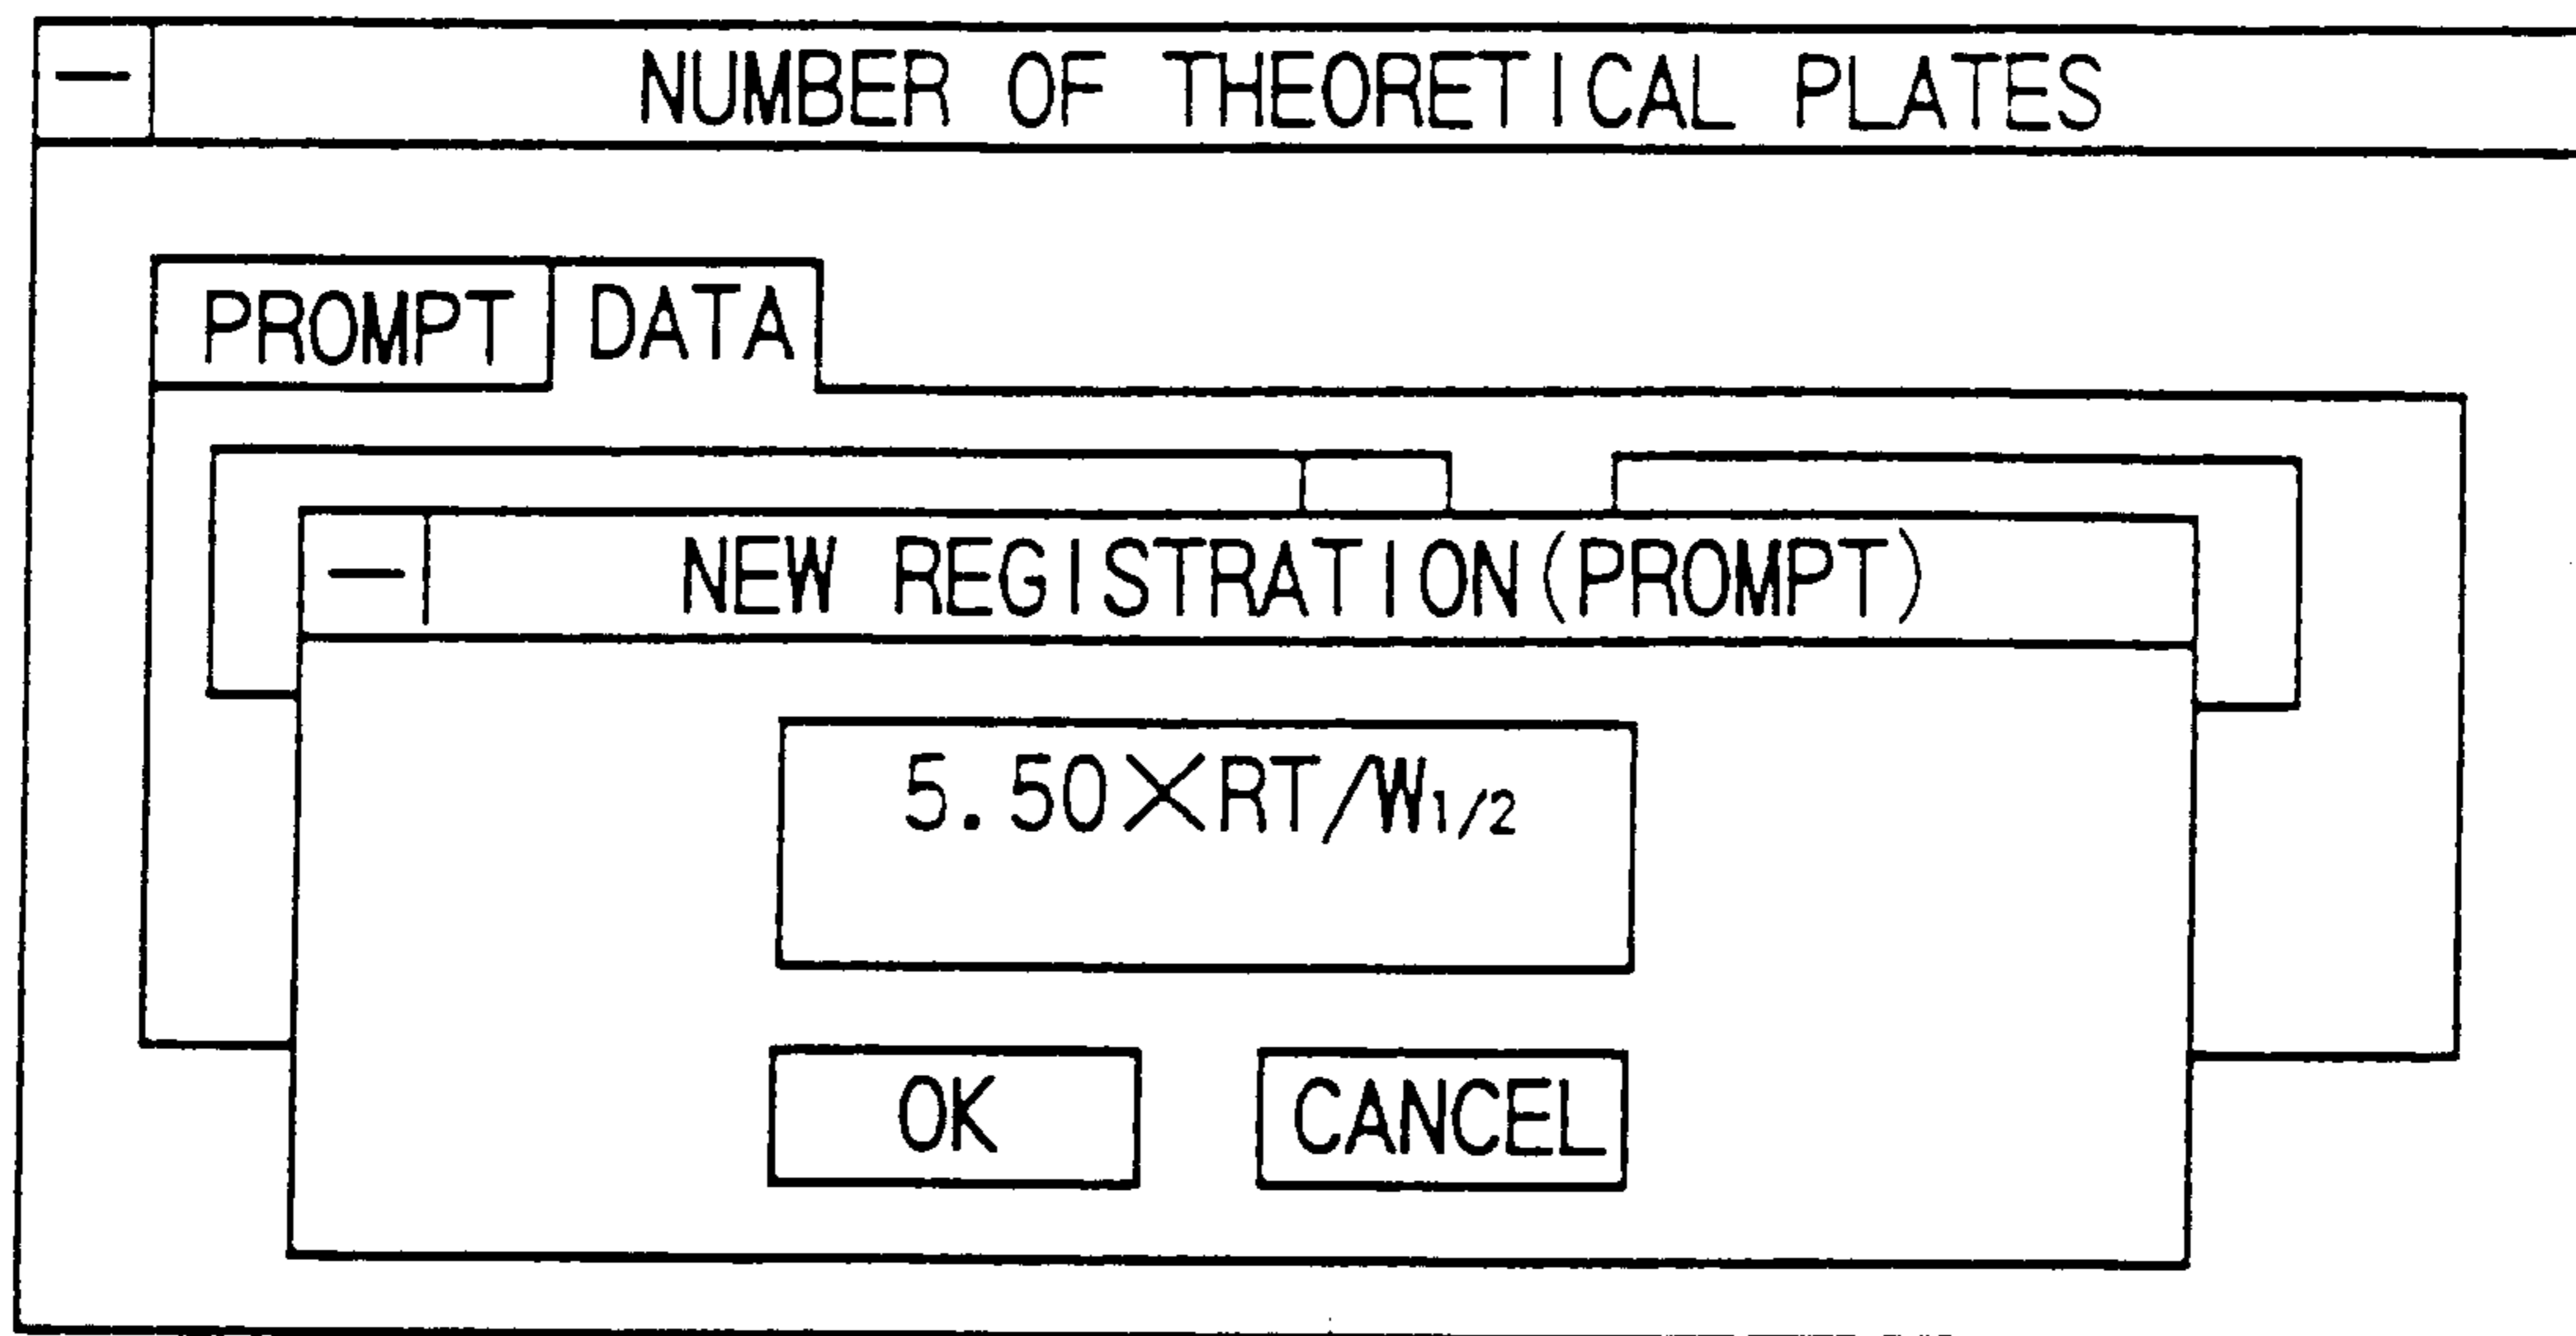 NUMBER OF THEORETICAL PLATES
PROMPT DATA
NEW REGISTRATION(PROMPT)
5.50×RT/W1/2
OK CANCEL